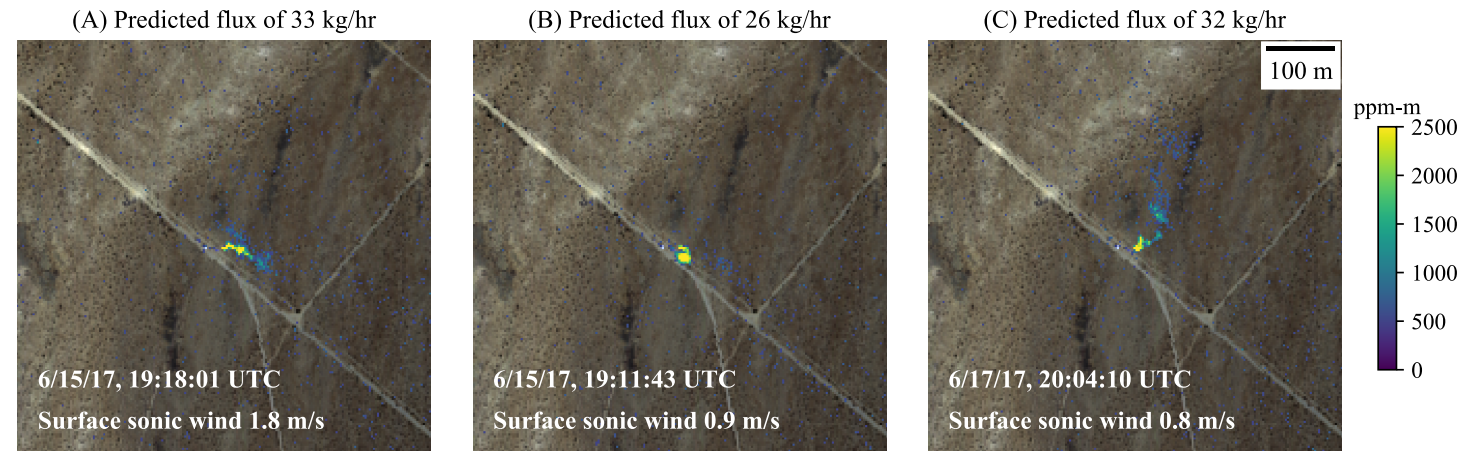 (A) Predicted flux of 33 kg/hr
(B) Predicted flux of 26 kg/hr
(C) Predicted flux of 32 kg/hr
100 m
ppm-m
2500
2000
1500
1000
500
0
6/15/17, 19:18:01 UTC
Surface sonic wind 1.8 m/s
6/15/17, 19:11:43 UTC
Surface sonic wind 0.9 m/s
6/17/17, 20:04:10 UTC
Surface sonic wind 0.8 m/s